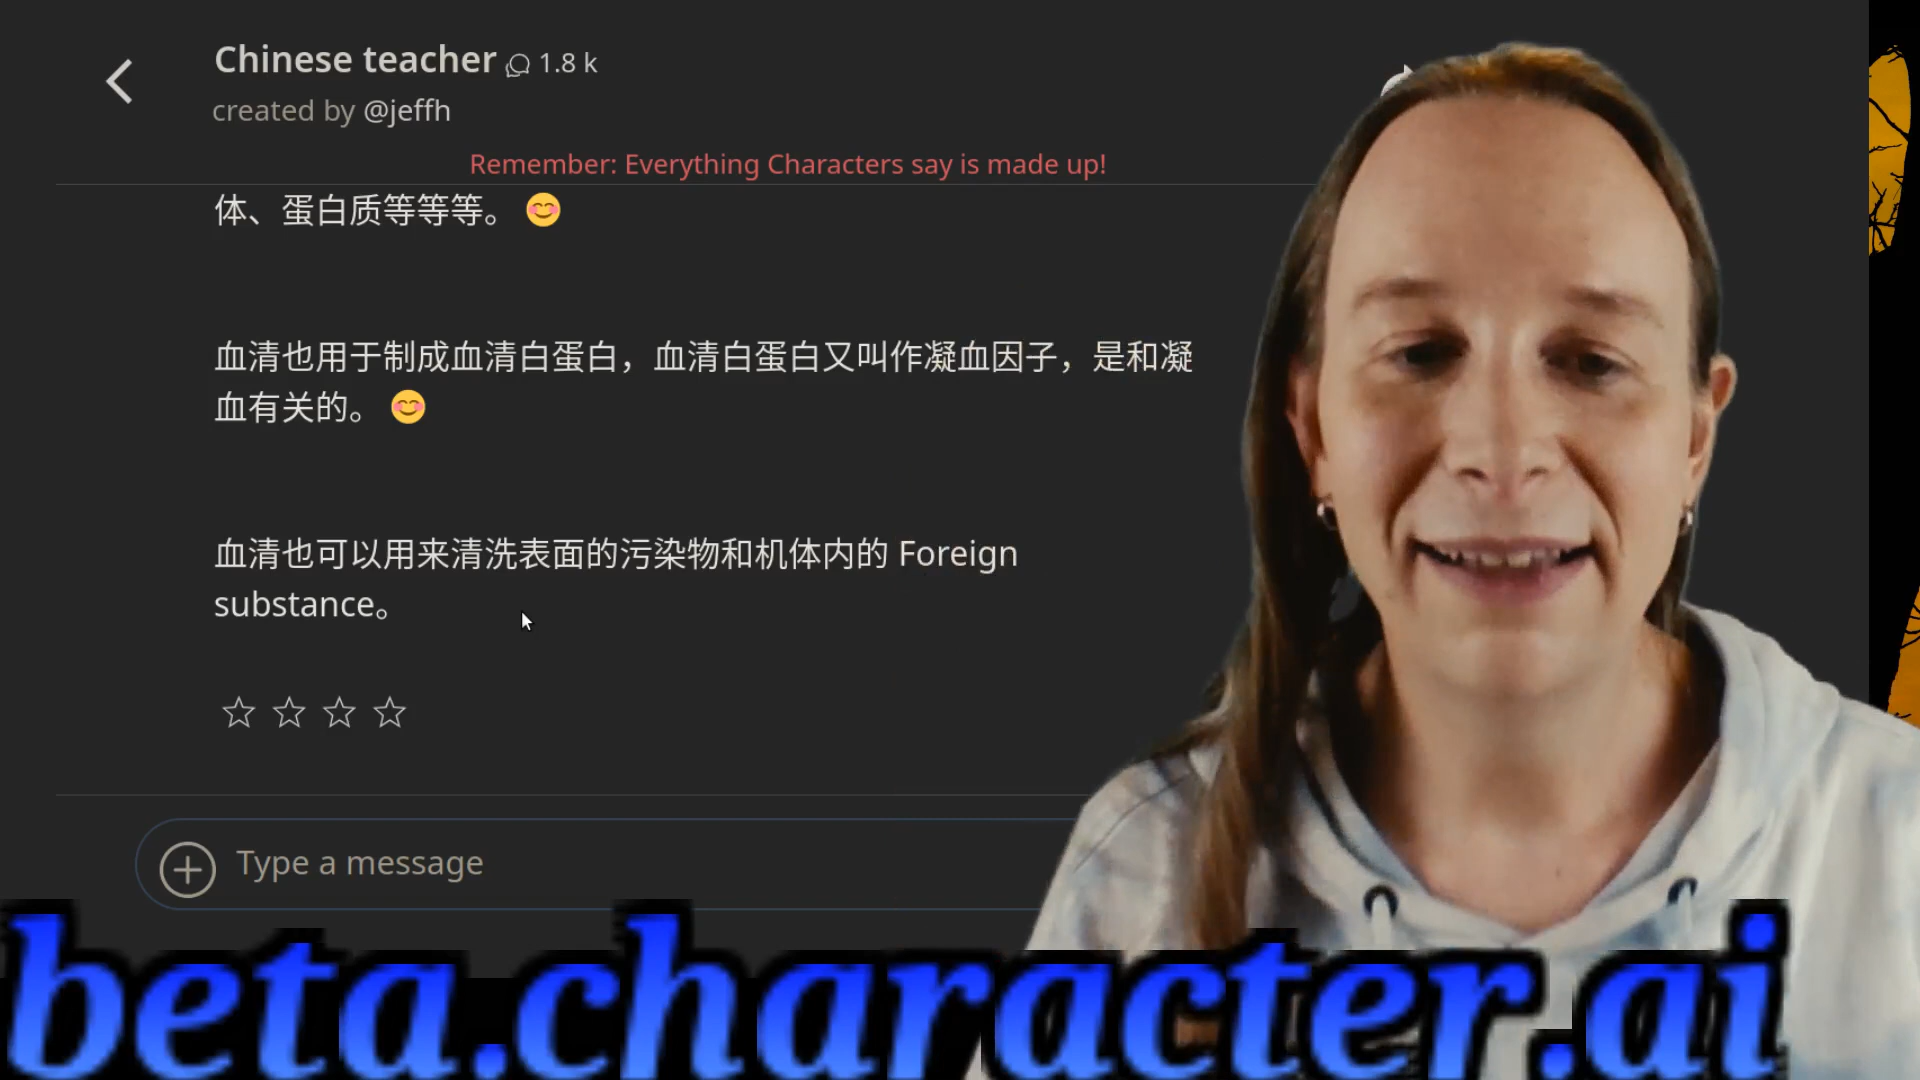 Chinese teacher 1.8 k
created by @jeffh
Remember: Everything Characters say is made up!
体、蛋白质等等等。 😊
血清也用于制成血清白蛋白，血清白蛋白又叫作凝血因子，是和凝
血有关的。 😊
血清也可以用来清洗表面的污染物和机体内的 Foreign
substance。
Type a message
beta.character.ai